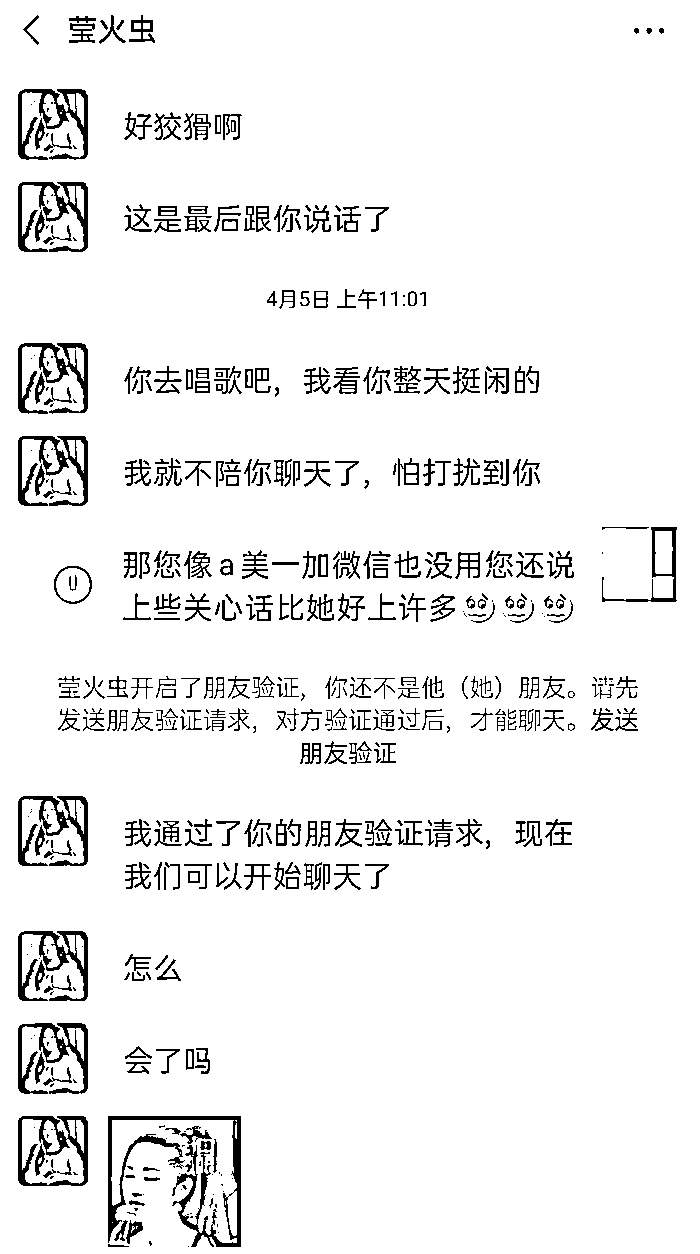 萤火虫
好狡猾啊
这是最后跟你说话了
4月5日 上午11:01
你去唱歌吧，我看你整天挺闲的
我就不陪你聊天了，怕打扰到你
那您像a美一加微信也没用您还说
上些关心话比她好上许多
萤火虫开启了朋友验证，你还不是他（她）朋友。请先
发送朋友验证请求，对方验证通过后，才能聊天。发送
朋友验证
我通过了你的朋友验证请求，现在
我们可以开始聊天了
怎么
会了吗